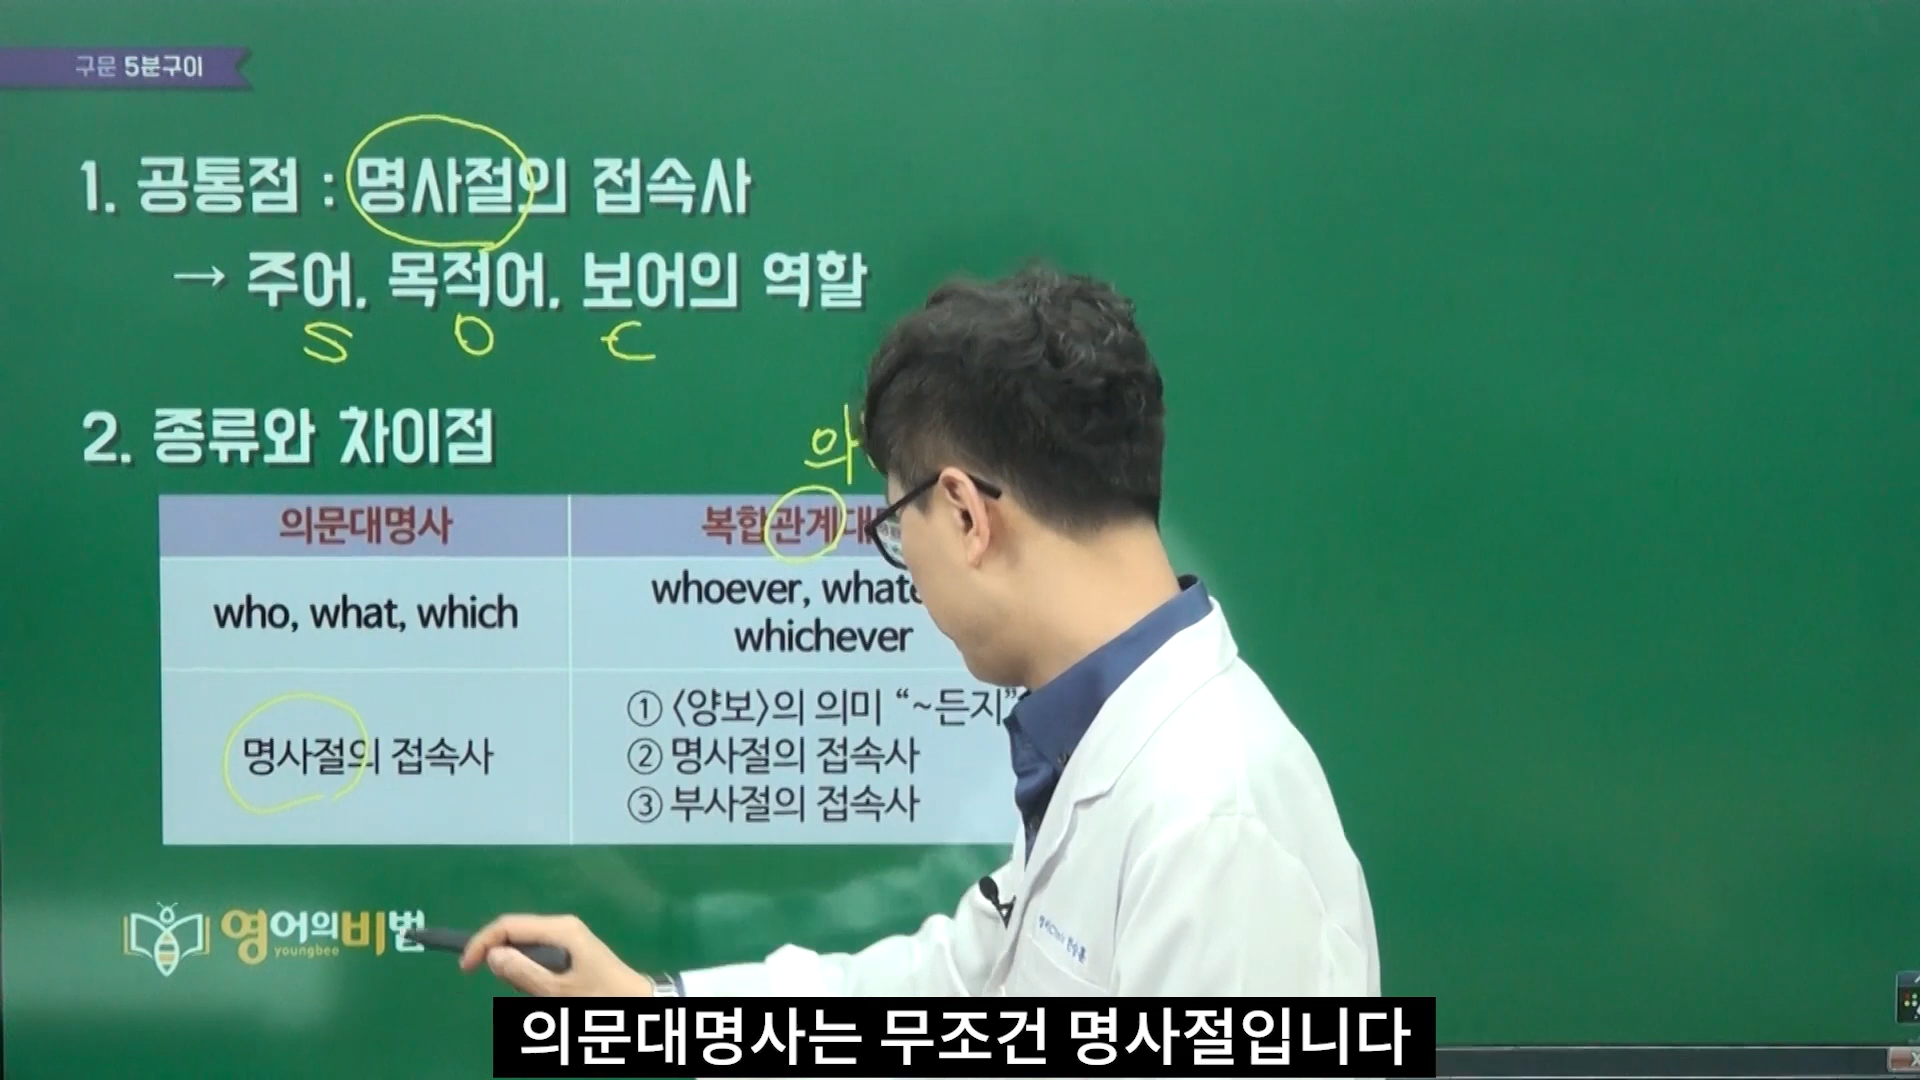 구문 5분구이
1. 공통점 : 명사절의 접속사
→ 주어, 목적어, 보어의 역할
S O C
2. 종류와 차이점
의문대명사 복합관계대
who, what, which
whoever,
whichever
명사절의 접속사
① <양보>의 의미 “~든지”
② 명사절의 접속사
③ 부사절의 접속사
영어의비법
youngbee
의문대명사는 무조건 명사절입니다